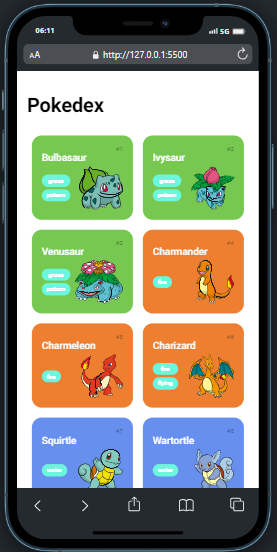 06:11
5G
AA
http://127.0.0.1:5500
Pokedex
#1
Bulbasaur
grass
poison
#2
Ivysaur
grass
poison
#3
Venusaur
grass
poison
#4
Charmander
fire
#5
Charmeleon
fire
#6
Charizard
fire
flying
#7
Squirtle
water
#8
Wartortle
water